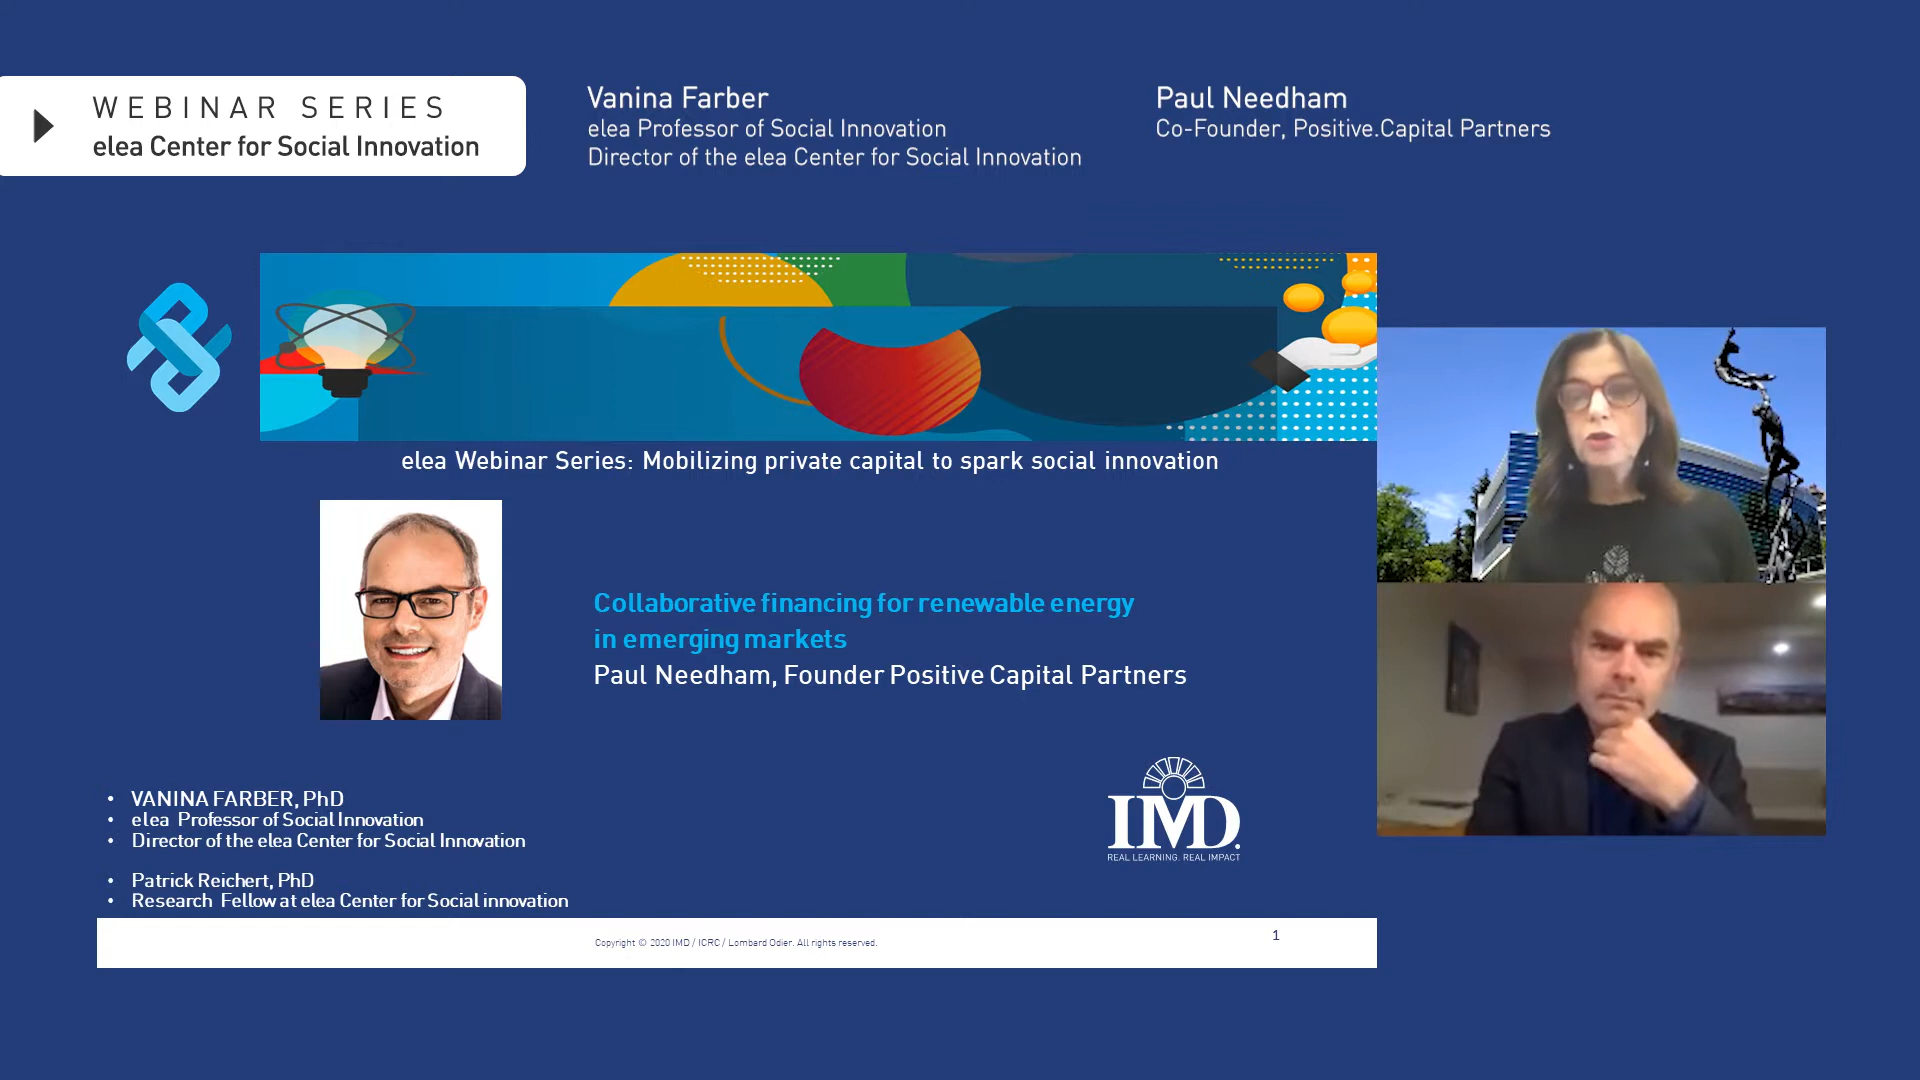 WEBINAR SERIES
elea Center for Social Innovation
Vanina Farber
elea Professor of Social Innovation
Director of the elea Center for Social Innovation
Paul Needham
Co-Founder, Positive.Capital Partners
elea Webinar Series: Mobilizing private capital to spark social innovation
Collaborative financing for renewable energy
in emerging markets
Paul Needham, Founder Positive Capital Partners
• VANINA FARBER, PhD
• elea Professor of Social Innovation
• Director of the elea Center for Social Innovation
• Patrick Reichert, PhD
• Research Fellow at elea Center for Social innovation
IMD.
REAL LEARNING. REAL IMPACT
Copyright © 2020 IMD / ICRC / Lombard Odier. All rights reserved.
1